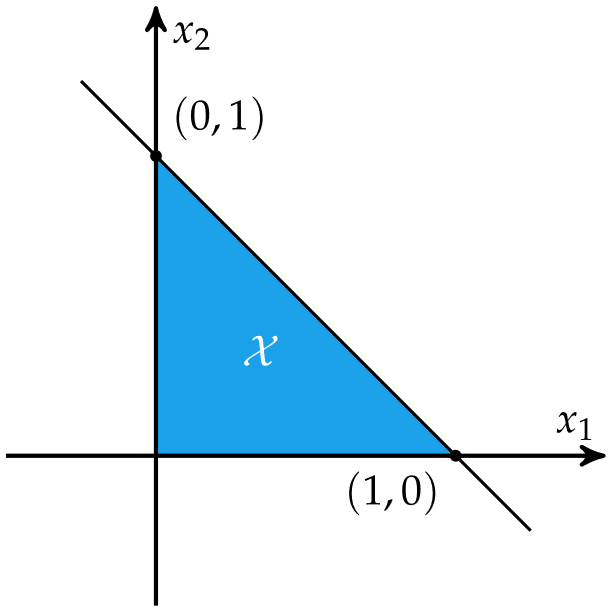 x₂
(0, 1)
𝒳
x₁
(1, 0)